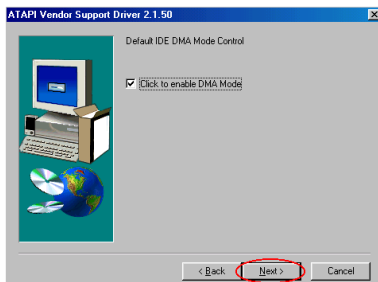 ATAPI Vendor Support Driver 2.1.50
Default IDE DMA Mode Control
Click to enable DMA Mode
< Back
Next >
Cancel